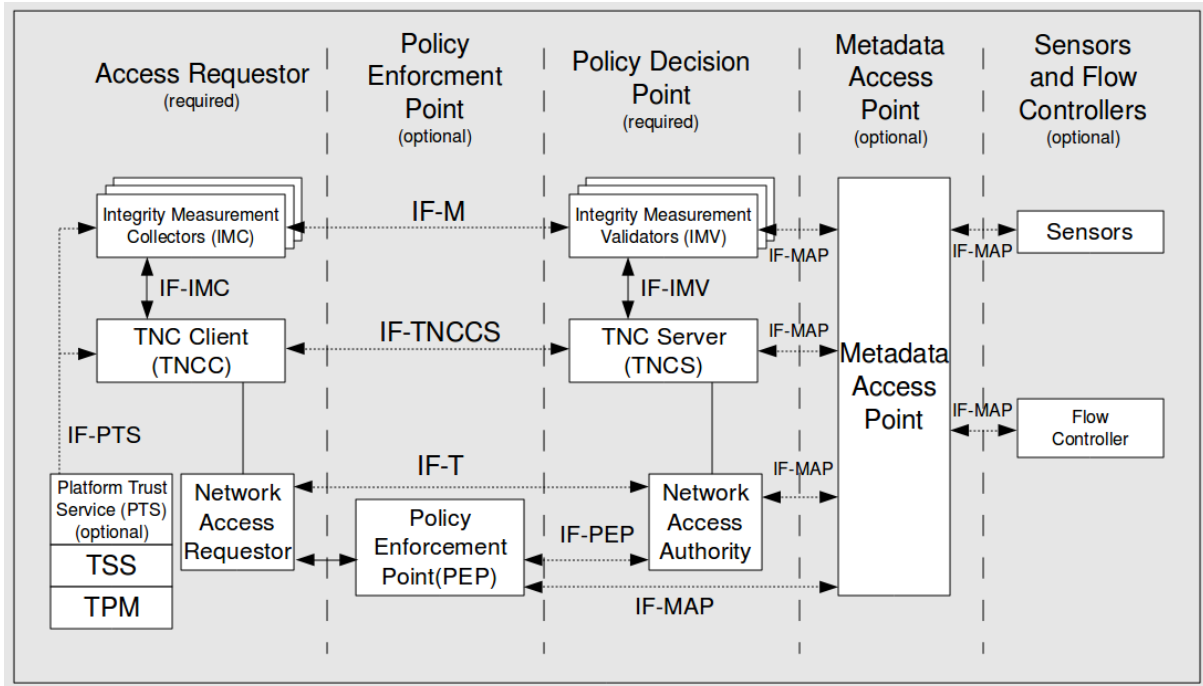 Access Requestor
(required)
Policy
Enforcment
Point
(optional)
Policy Decision
Point
(required)
Metadata
Access
Point
(optional)
Sensors
and Flow
Controllers
(optional)
Integrity Measurement
Collectors (IMC)
IF-M
Integrity Measurement
Validators (IMV)
IF-MAP
IF-MAP
Sensors
IF-IMC
IF-IMV
TNC Client
(TNCC)
IF-TNCCS
TNC Server
(TNCS)
IF-MAP
Metadata
Access
Point
IF-MAP
Flow
Controller
IF-PTS
IF-T
IF-MAP
Platform Trust
Service (PTS)
(optional)
TSS
TPM
Network
Access
Requestor
Policy
Enforcement
Point(PEP)
IF-PEP
Network
Access
Authority
IF-MAP